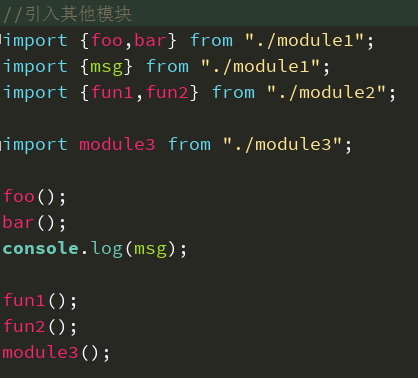 //引入其他模块
import {foo,bar} from "./module1";
import {msg} from "./module1";
import {fun1,fun2} from "./module2";
import module3 from "./module3";
foo();
bar();
console.log(msg);
fun1();
fun2();
module3();